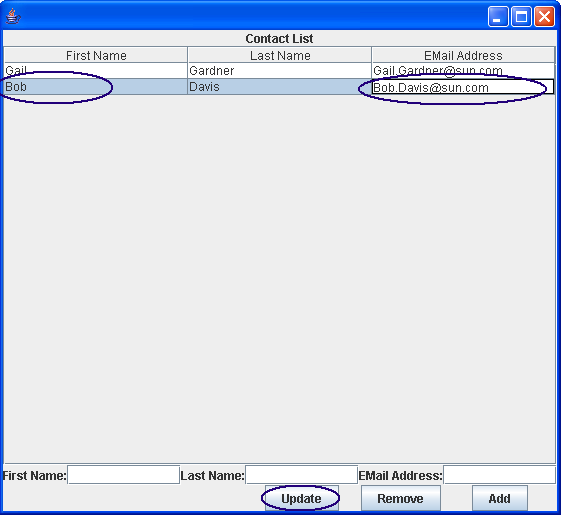 Contact List
First Name Last Name EMail Address
Gail Gardner Gail.Gardner@sun.com
Bob Davis Bob.Davis@sun.com
First Name: Last Name: EMail Address:
Update Remove Add